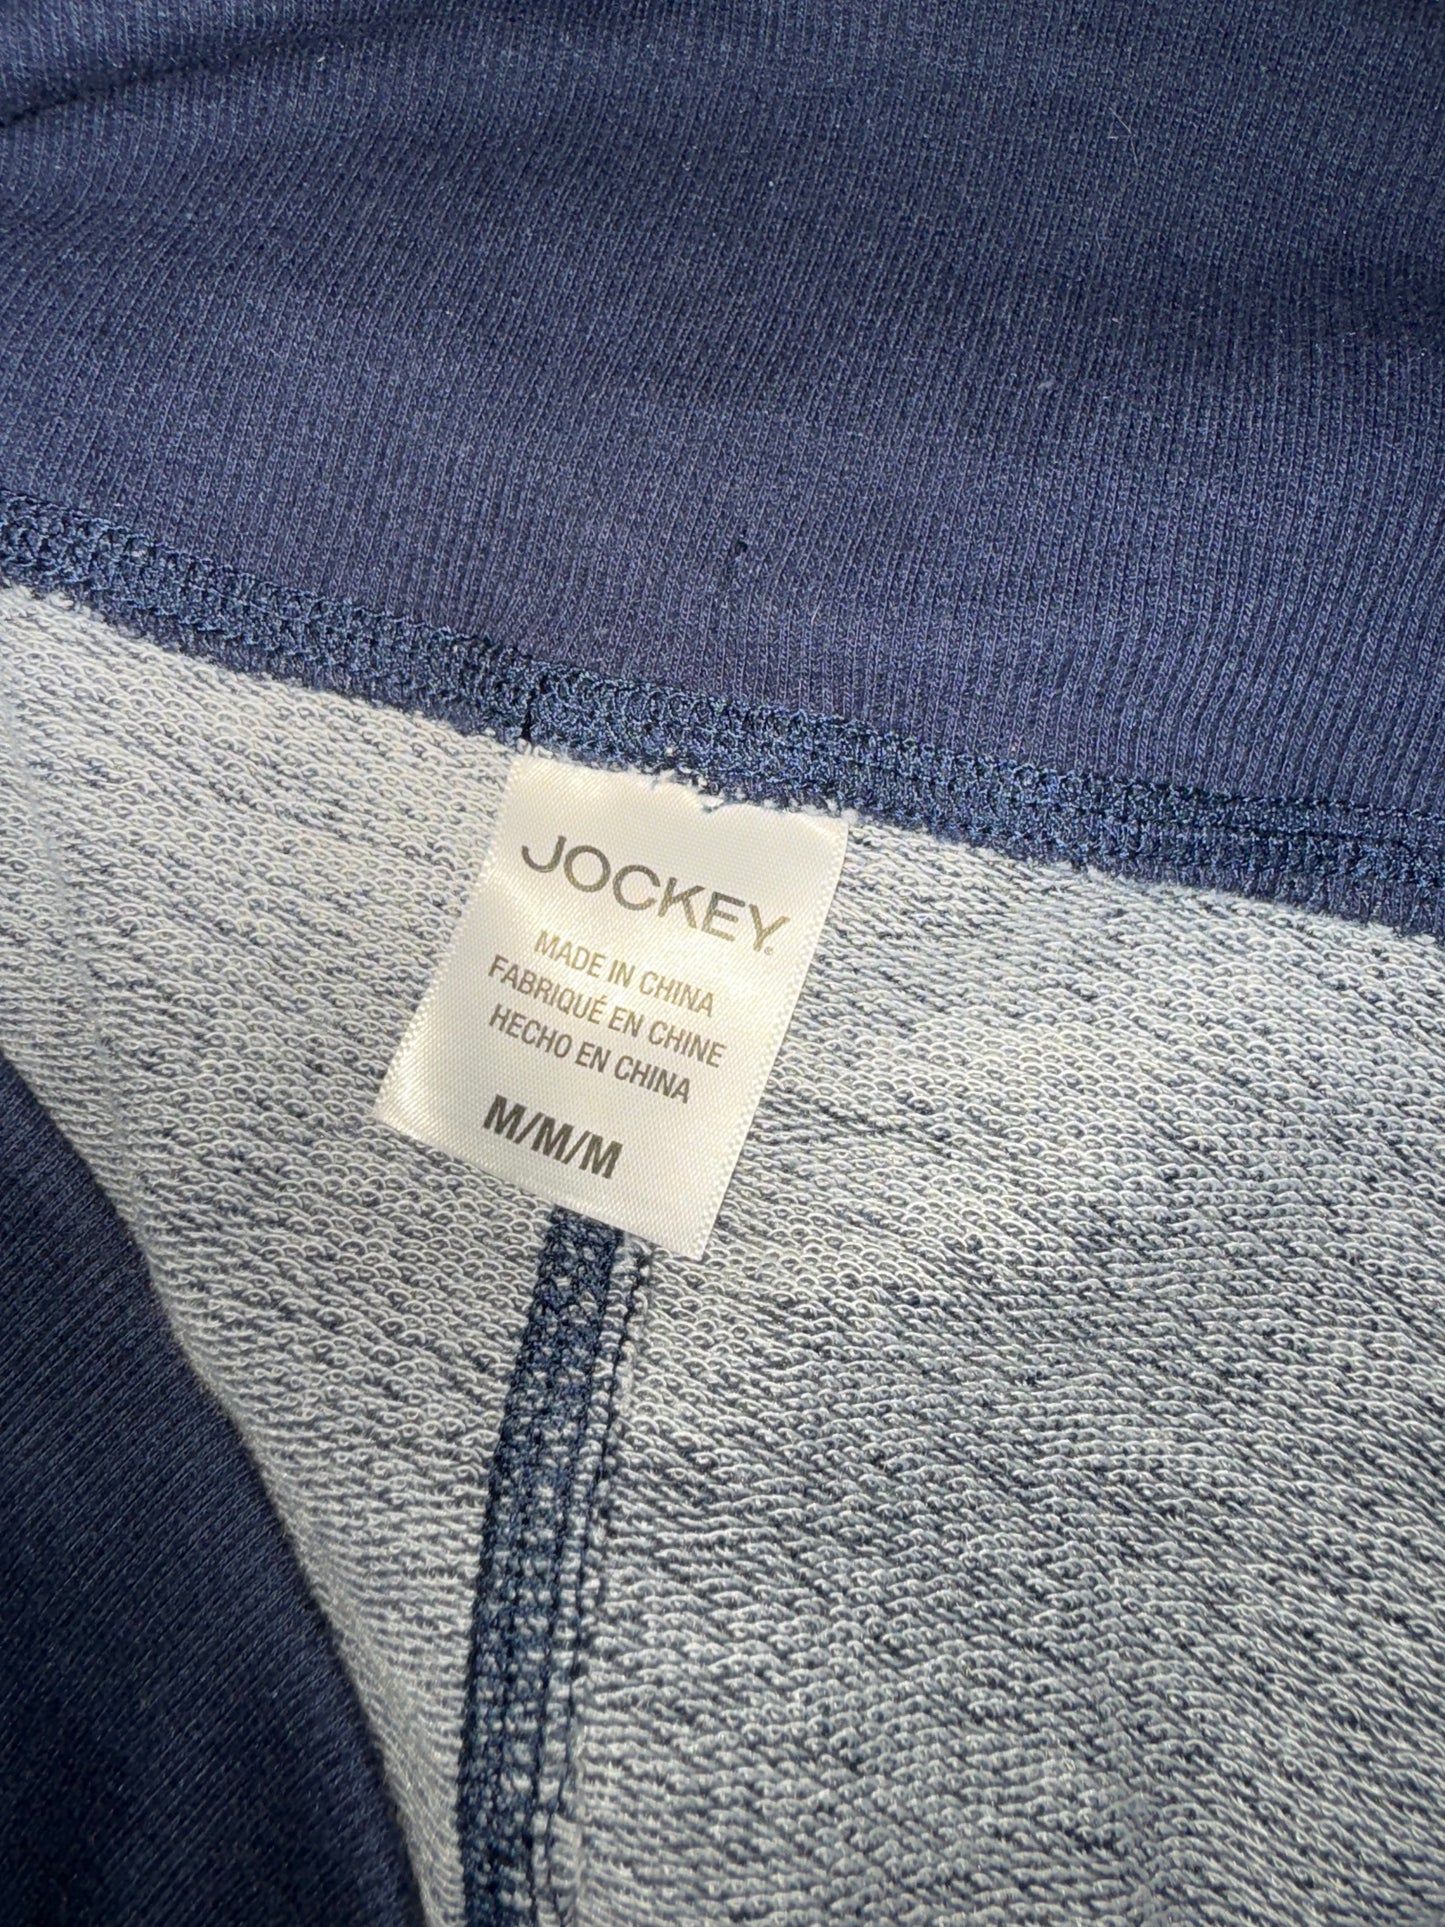 JOCKEY®
MADE IN CHINA
FABRIQUÉ EN CHINE
HECHO EN CHINA
M/M/M